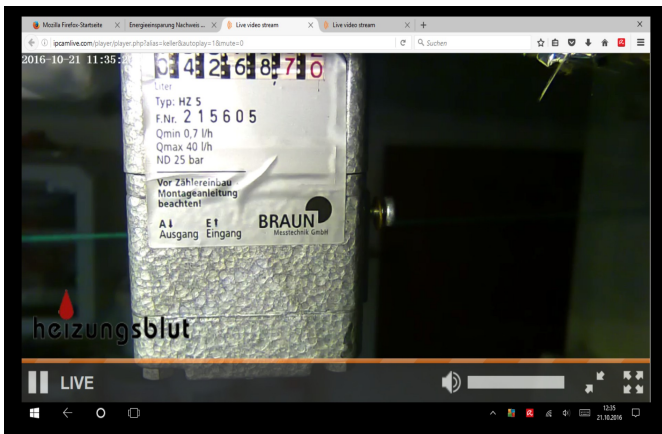 Mozilla Firefox-Startseite
Energieeinsparung Nachweis ...
Live video stream
Live video stream
ipcamlive.com/player/player.php?alias=keller&autoplay=1&mute=0
Suchen
2016-10-21 11:35:
0 4 2 6 8 7 0
Liter
Typ: HZ 5
F.Nr. 215605
Qmin 0,7 l/h
Qmax 40 l/h
ND 25 bar
Vor Zählereinbau
Montageanleitung
beachten!
A↓ E↑
Ausgang Eingang
BRAUN
Messtechnik GmbH
heizungsblut
LIVE
12:35
21.10.2016